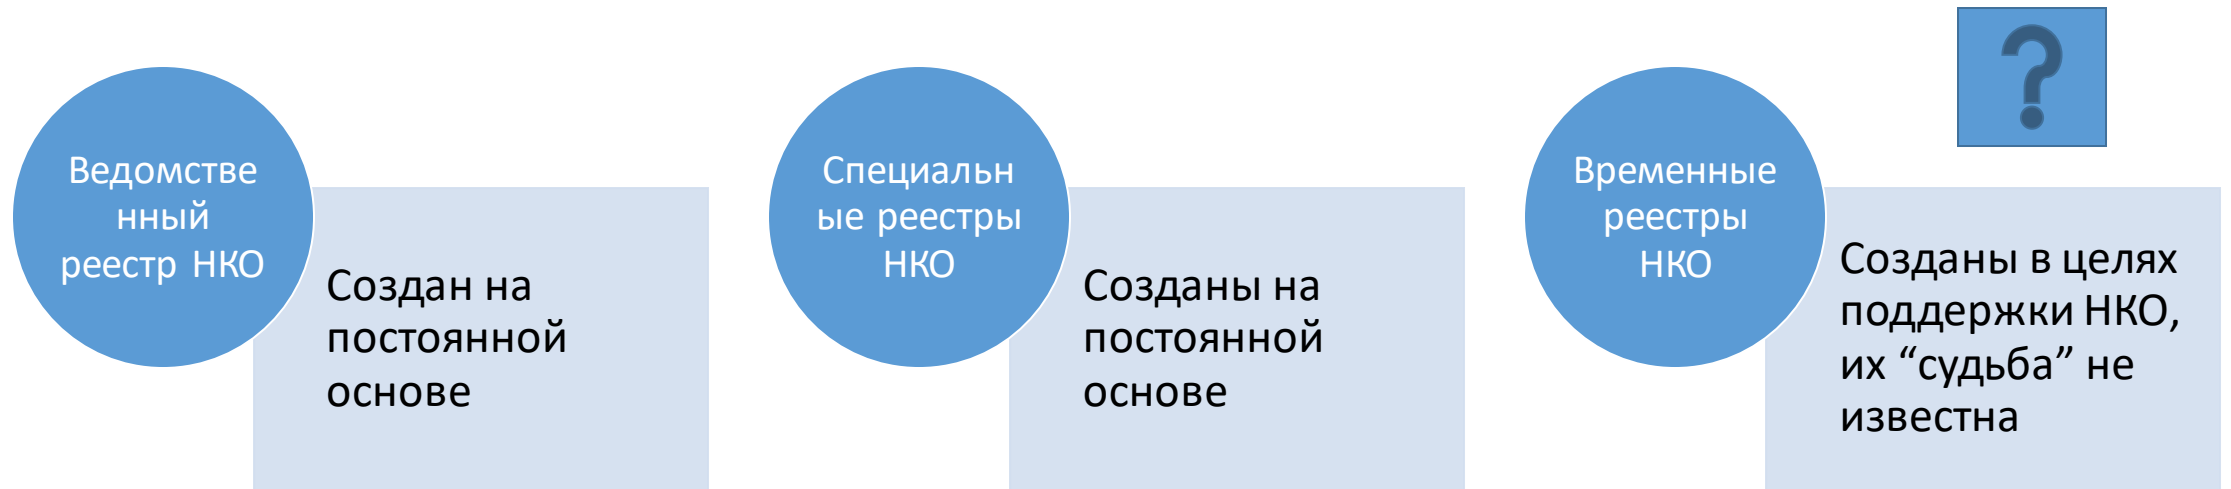 Ведомстве
нный
реестр НКО
Создан на
постоянной
основе
Специальн
ые реестры
НКО
Созданы на
постоянной
основе
?
Временные
реестры
НКО
Созданы в целях
поддержки НКО,
их “судьба” не
известна